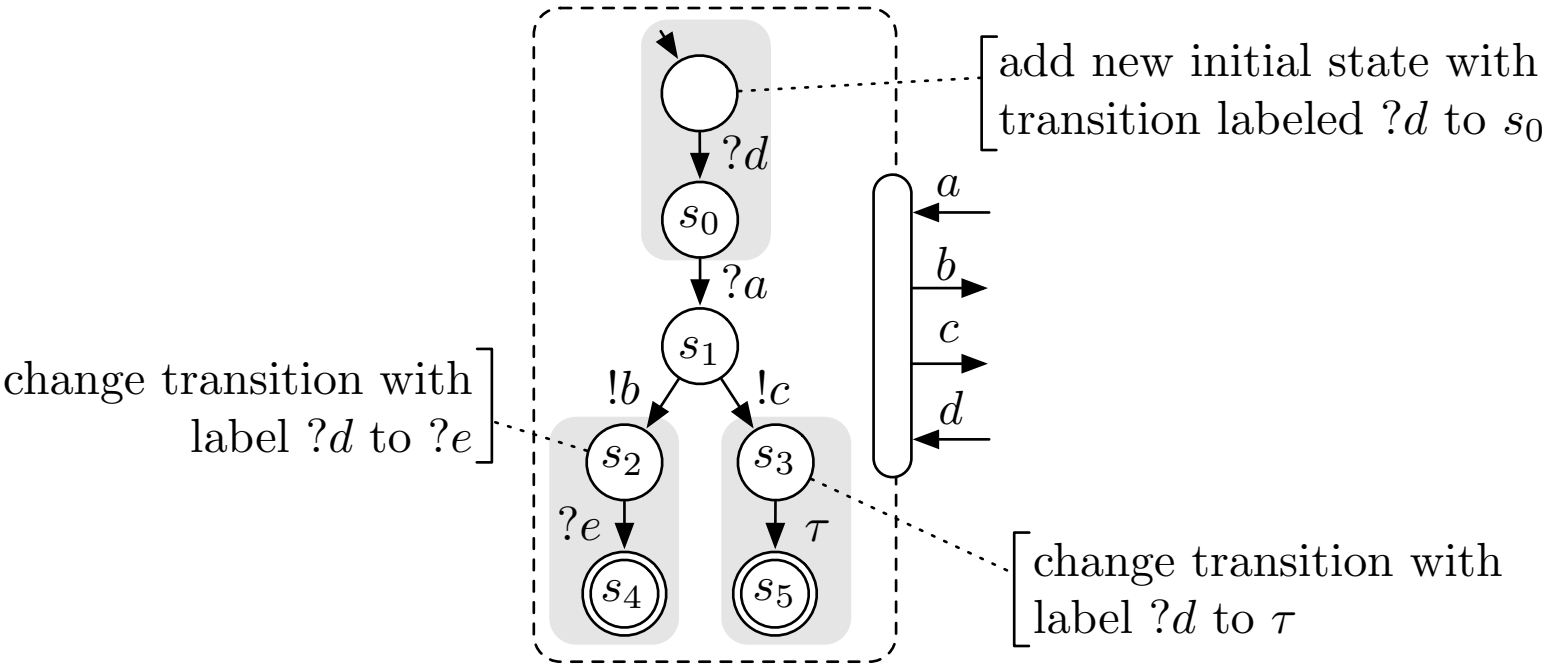 add new initial state with
transition labeled ?d to s₀
?d
s₀
a
?a
b
s₁
c
change transition with
label ?d to ?e
!b
!c
d
s₂
s₃
?e
τ
change transition with
label ?d to τ
s₄
s₅